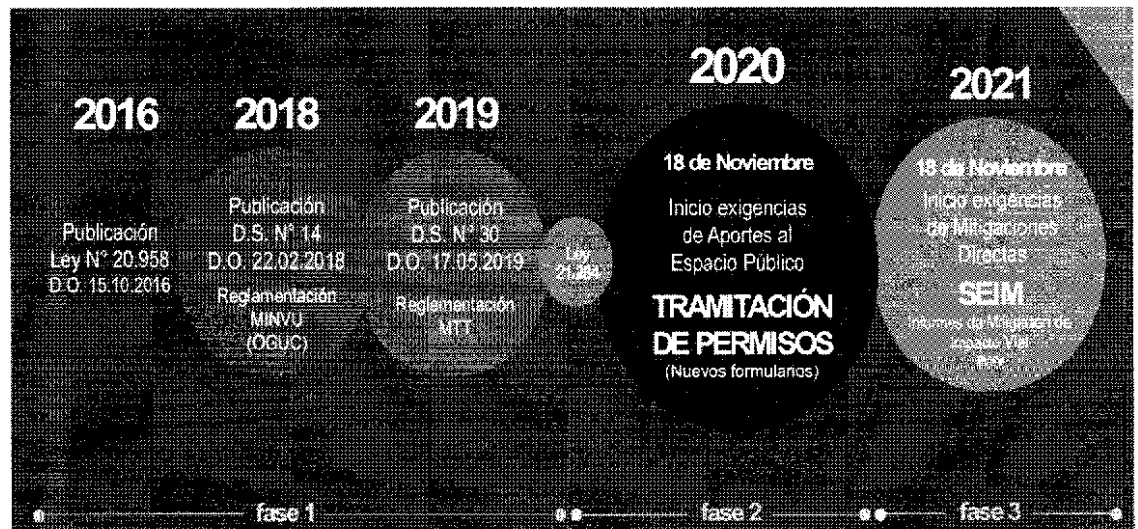 2016
Publicación
Ley N° 20.958
D.O. 15.10.2016
2018
Publicación
D.S. N° 14
D.O. 22.02.2018
Reglamentación
MINVU
(OGUC)
2019
Publicación
D.S. N° 30
D.O. 17.05.2019
Reglamentación
MTT
Ley
2020
18 de Noviembre
Inicio exigencias
de Aportes al
Espacio Público
TRAMITACIÓN
DE PERMISOS
(Nuevos formularios)
2021
18 de Noviembre
Inicio exigencias
de Mitigaciones
Directas
SEIM
Informes de Mitigación de
Impacto Vial
fase 1
fase 2
fase 3